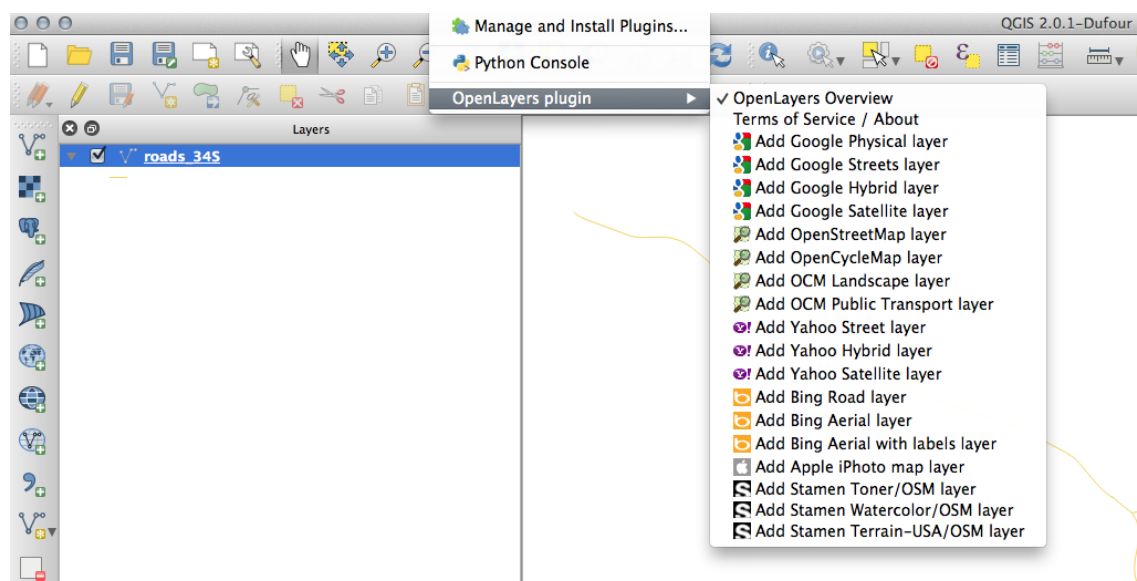 QGIS 2.0.1-Dufour
Manage and Install Plugins...
Python Console
OpenLayers plugin
Layers
roads_34S
OpenLayers Overview
Terms of Service / About
Add Google Physical layer
Add Google Streets layer
Add Google Hybrid layer
Add Google Satellite layer
Add OpenStreetMap layer
Add OpenCycleMap layer
Add OCM Landscape layer
Add OCM Public Transport layer
Add Yahoo Street layer
Add Yahoo Hybrid layer
Add Yahoo Satellite layer
Add Bing Road layer
Add Bing Aerial layer
Add Bing Aerial with labels layer
Add Apple iPhoto map layer
Add Stamen Toner/OSM layer
Add Stamen Watercolor/OSM layer
Add Stamen Terrain-USA/OSM layer